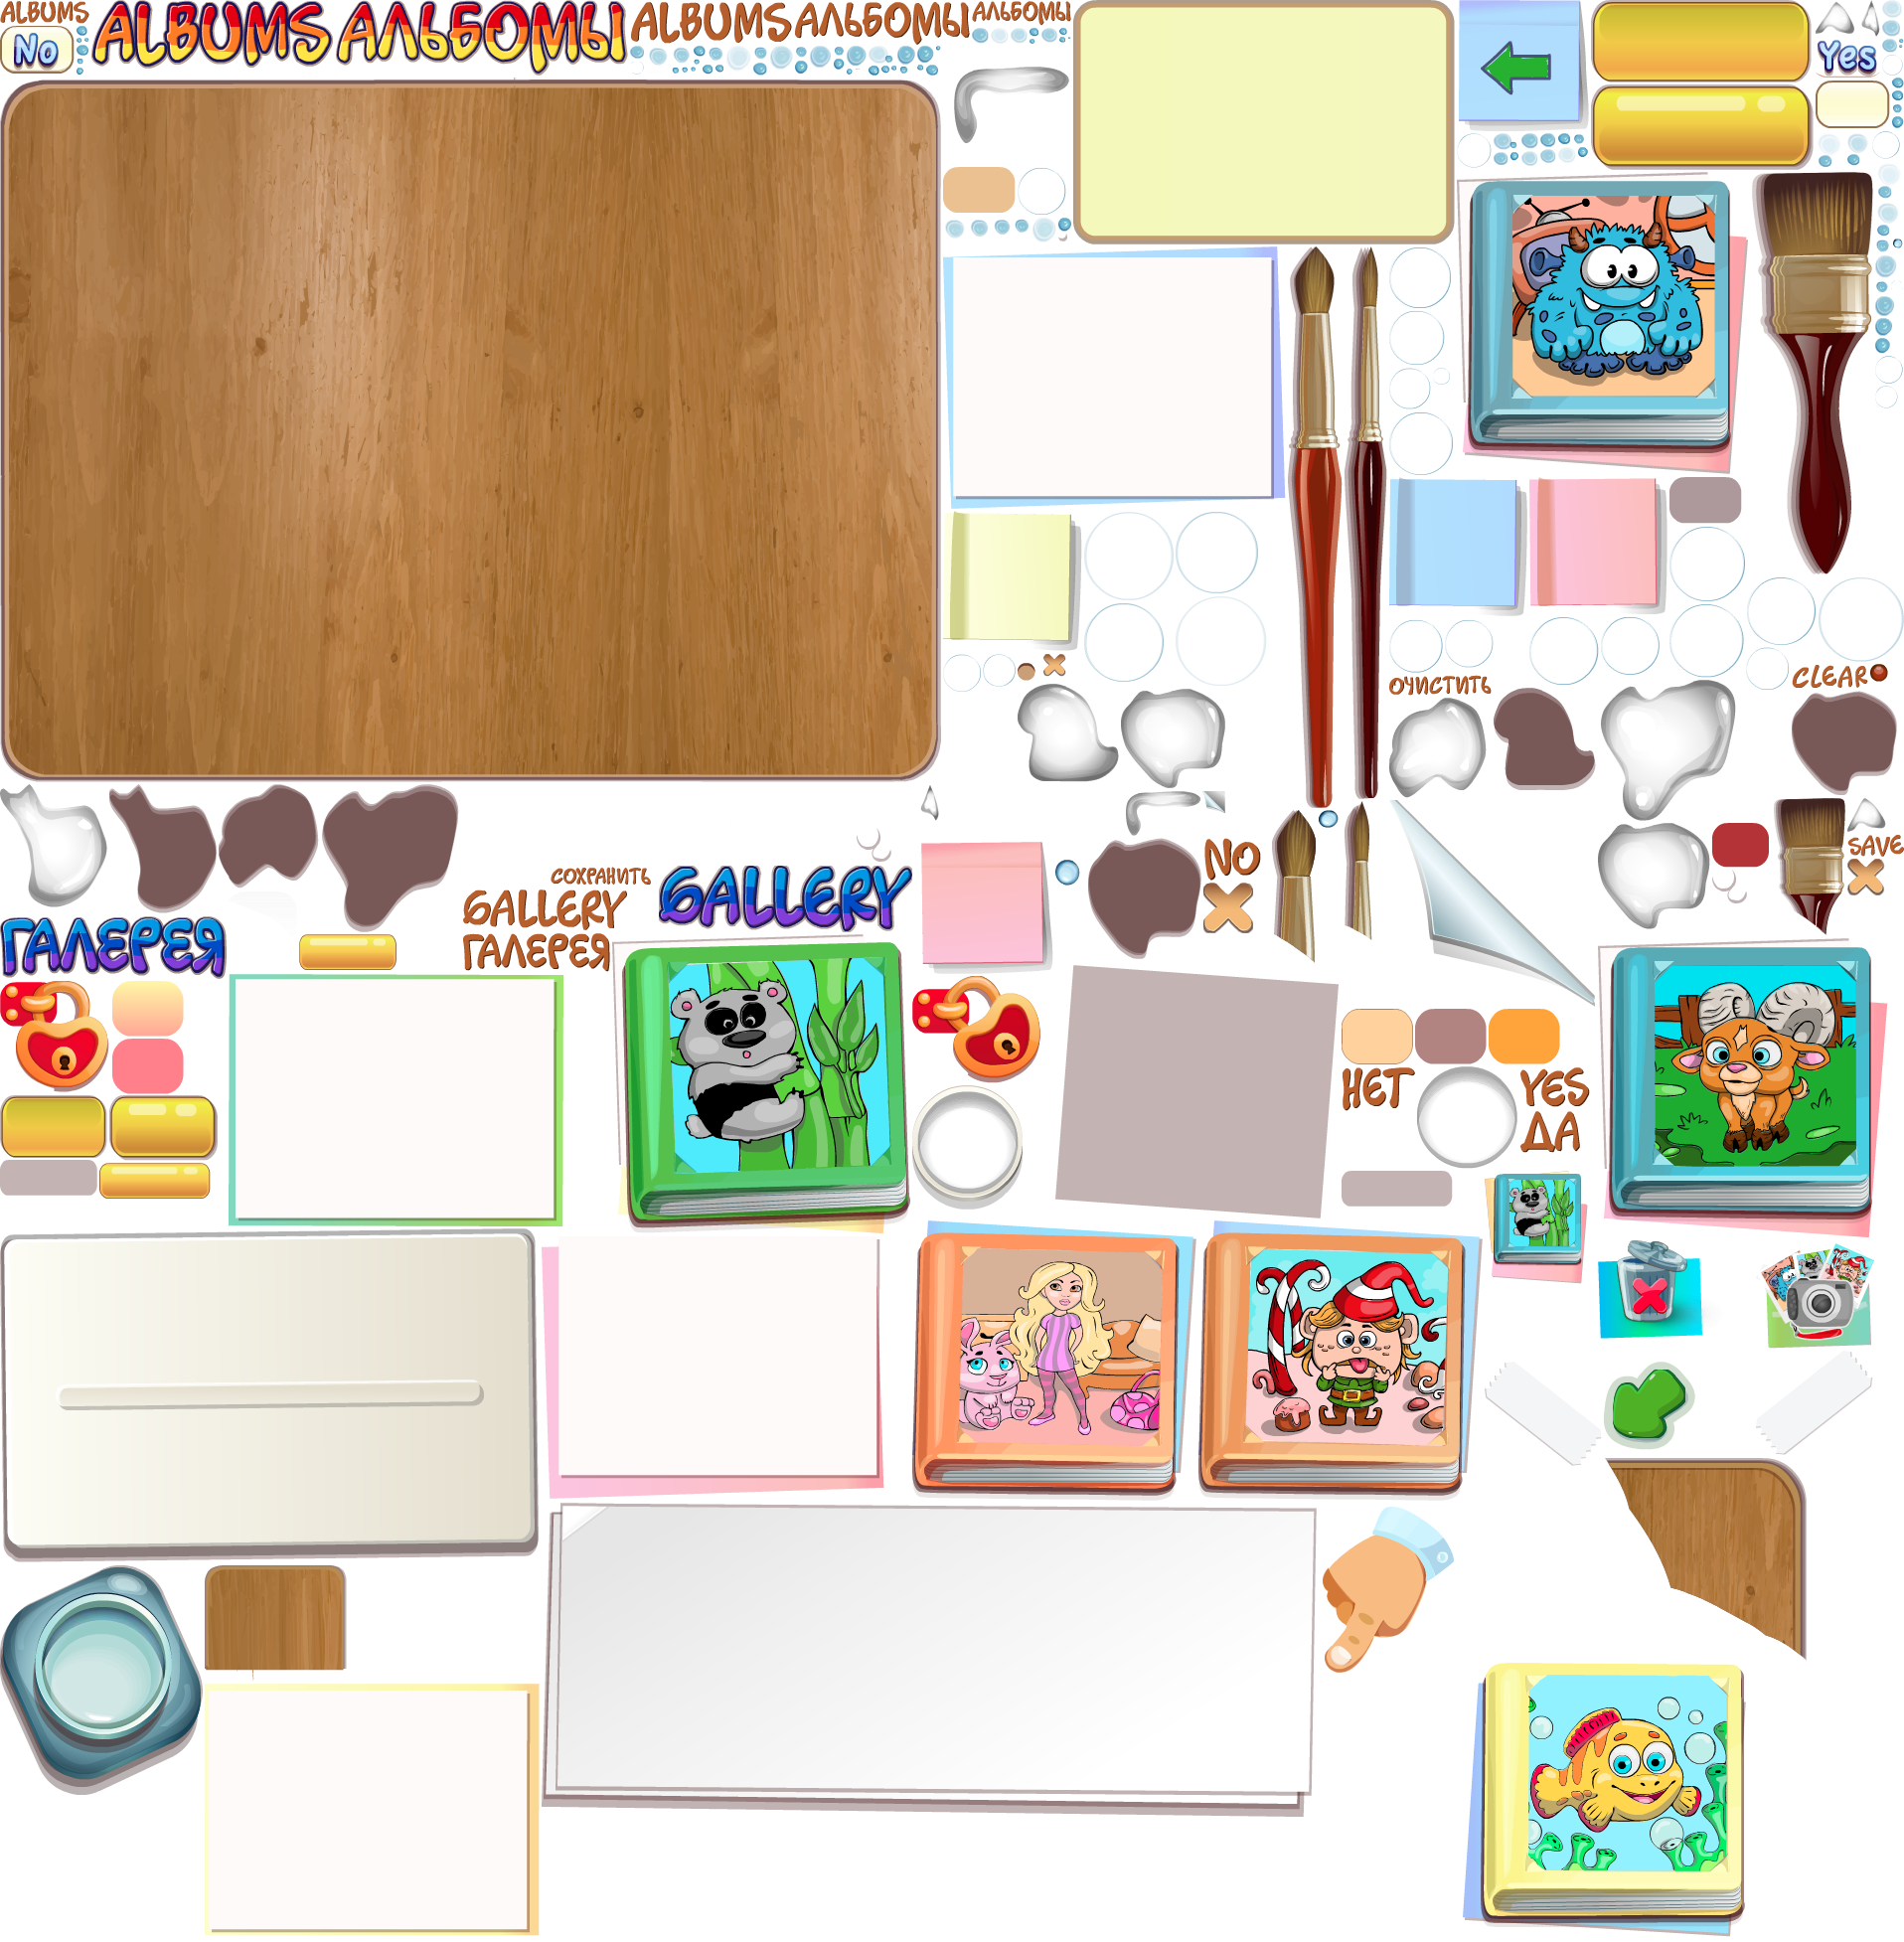 ALBUMS
ALBUMS
АЛЬБОМЫ
ALBUMS
АЛЬБОМЫ
АЛЬБОМЫ
No
Yes
ОЧИСТИТЬ
CLEAR
СОХРАНИТЬ
GALLERY
GALLERY
ГАЛЕРЕЯ
ГАЛЕРЕЯ
NO
SAVE
НЕТ
YES
ДА